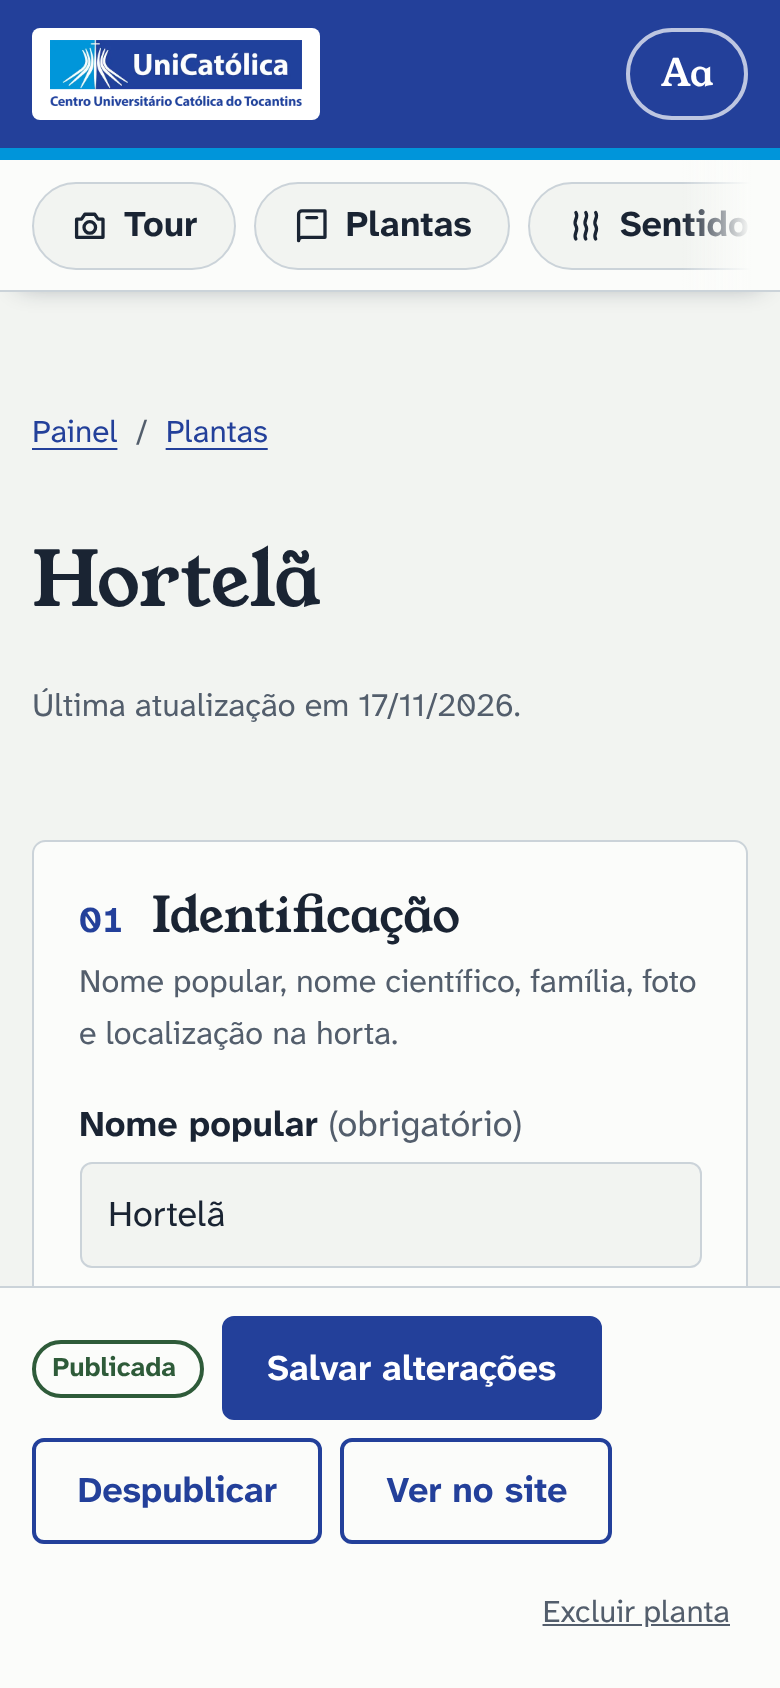 UniCatólica
Centro Universitário Católica do Tocantins
Aa
Tour
Plantas
Sentido
Painel / Plantas
Hortelã
Última atualização em 17/11/2026.
01 Identificação
Nome popular, nome científico, família, foto
e localização na horta.
Nome popular (obrigatório)
Hortelã
Publicada
Salvar alterações
Despublicar
Ver no site
Excluir planta